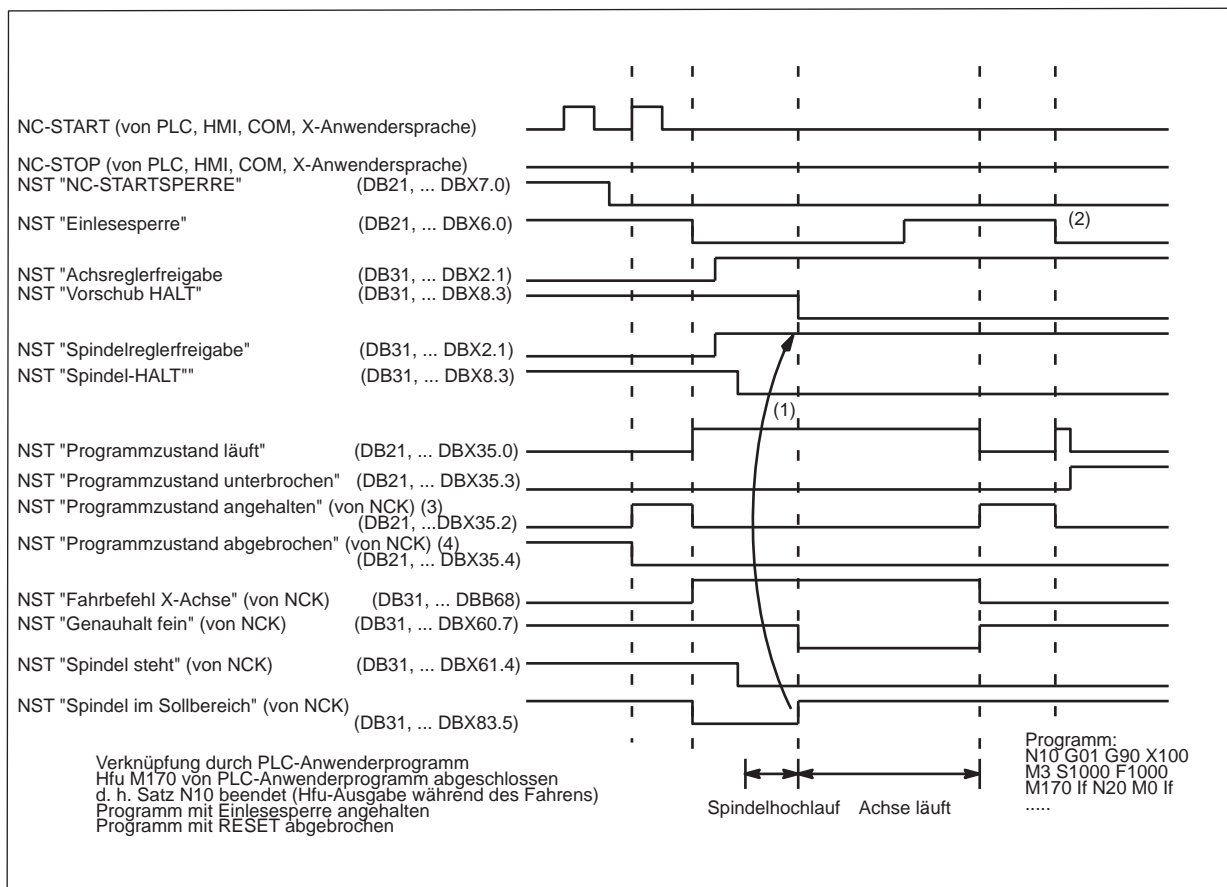 NC-START (von PLC, HMI, COM, X-Anwendersprache)
NC-STOP (von PLC, HMI, COM, X-Anwendersprache)
NST "NC-STARTSPERRE" (DB21, ... DBX7.0)
NST "Einlesesperre" (DB21, ... DBX6.0)
(2)
NST "Achsreglerfreigabe (DB31, ... DBX2.1)
NST "Vorschub HALT" (DB31, ... DBX8.3)
NST "Spindelreglerfreigabe" (DB31, ... DBX2.1)
NST "Spindel-HALT"" (DB31, ... DBX8.3)
(1)
NST "Programmzustand läuft" (DB21, ... DBX35.0)
NST "Programmzustand unterbrochen" (DB21, ... DBX35.3)
NST "Programmzustand angehalten" (von NCK) (3)
(DB21, ... DBX35.2)
NST "Programmzustand abgebrochen" (von NCK) (4)
(DB21, ... DBX35.4)
NST "Fahrbefehl X-Achse" (von NCK) (DB31, ... DBB68)
NST "Genauhalt fein" (von NCK) (DB31, ... DBX60.7)
NST "Spindel steht" (von NCK) (DB31, ... DBX61.4)
NST "Spindel im Sollbereich" (von NCK)
(DB31, ... DBX83.5)
Verknüpfung durch PLC-Anwenderprogramm
Hfu M170 von PLC-Anwenderprogramm abgeschlossen
d. h. Satz N10 beendet (Hfu-Ausgabe während des Fahrens)
Programm mit Einlesesperre angehalten
Programm mit RESET abgebrochen
Spindelhochlauf
Achse läuft
Programm:
N10 G01 G90 X100
M3 S1000 F1000
M170 lf N20 M0 lf
.....